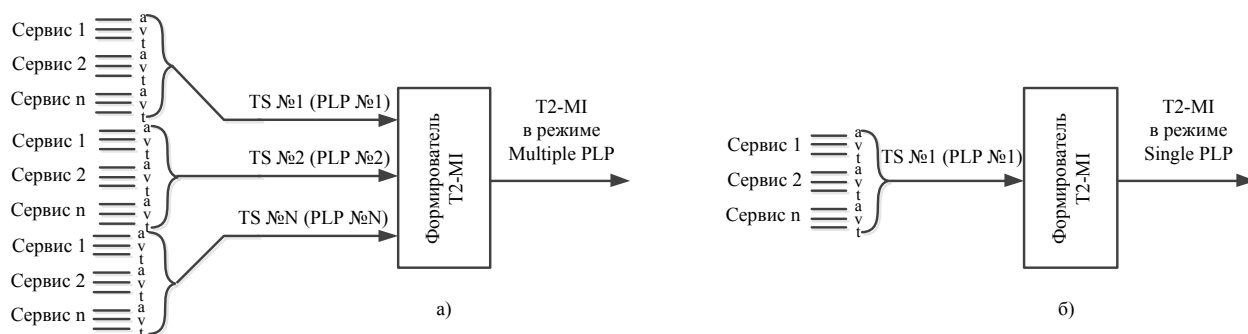 Сервис 1
a
v
t
Сервис 2
a
v
t
Сервис n
a
v
t
TS №1 (PLP №1)
Сервис 1
a
v
t
Сервис 2
a
v
t
Сервис n
a
v
t
TS №2 (PLP №2)
Сервис 1
a
v
t
Сервис 2
a
v
t
Сервис n
a
v
t
TS №N (PLP №N)
Формирователь
T2-MI
T2-MI
в режиме
Multiple PLP
а)
Сервис 1
a
v
t
Сервис 2
a
v
t
Сервис n
a
v
t
TS №1 (PLP №1)
Формирователь
T2-MI
T2-MI
в режиме
Single PLP
б)